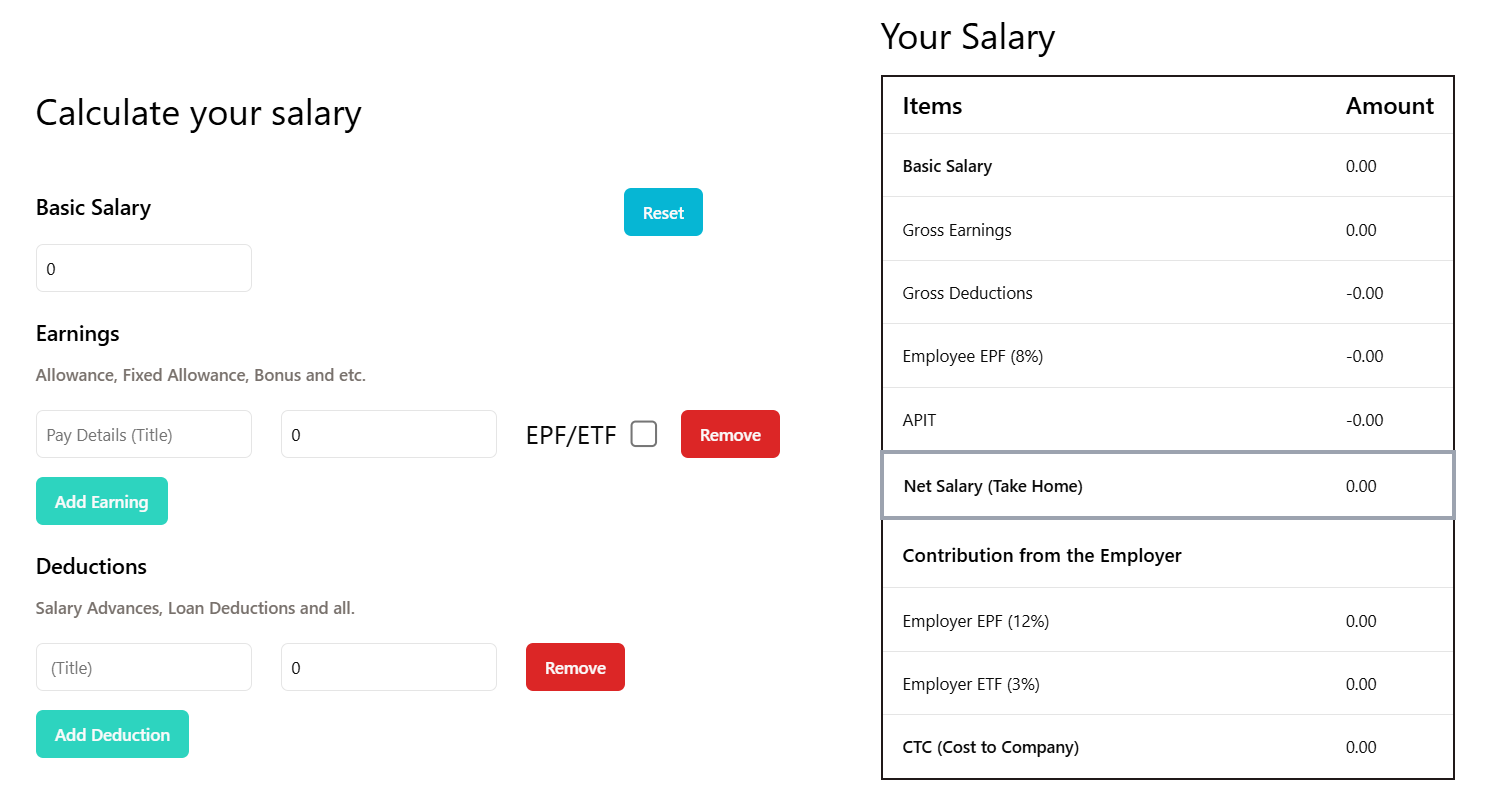 Calculate your salary
Basic Salary
Reset
0
Earnings
Allowance, Fixed Allowance, Bonus and etc.
Pay Details (Title) 0 EPF/ETF Remove
Add Earning
Deductions
Salary Advances, Loan Deductions and all.
(Title) 0 Remove
Add Deduction
Your Salary
Items Amount
Basic Salary 0.00
Gross Earnings 0.00
Gross Deductions -0.00
Employee EPF (8%) -0.00
APIT -0.00
Net Salary (Take Home) 0.00
Contribution from the Employer
Employer EPF (12%) 0.00
Employer ETF (3%) 0.00
CTC (Cost to Company) 0.00